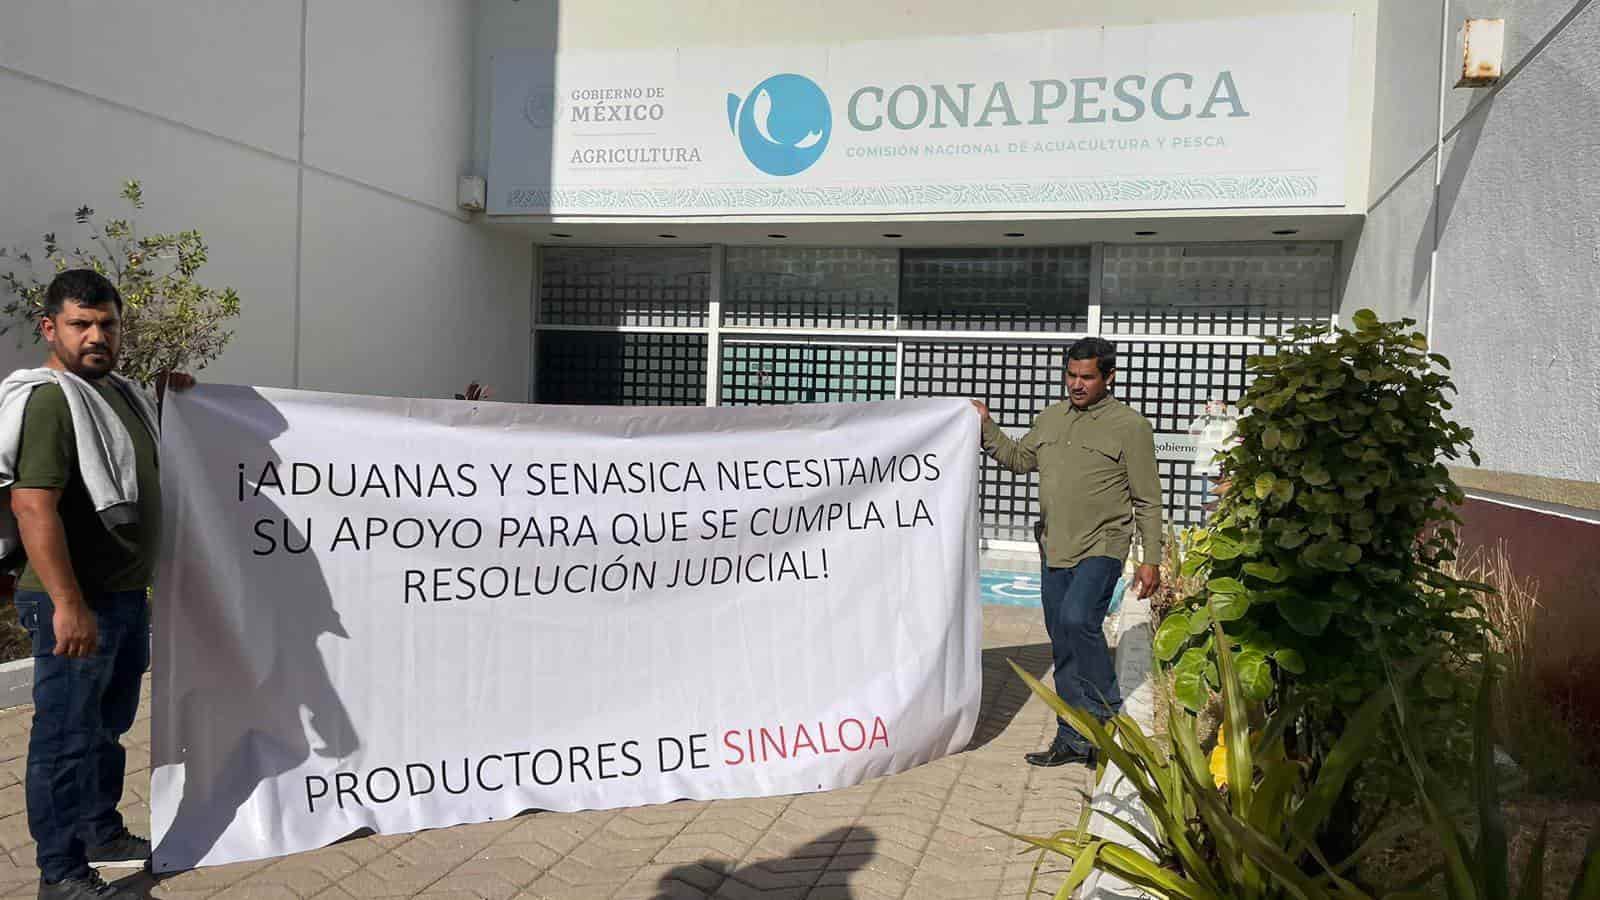 GOBIERNO DE
MÉXICO
AGRICULTURA
CONAPESCA
COMISIÓN NACIONAL DE ACUACULTURA Y PESCA
gobierno
¡ADUANAS Y SENASICA NECESITAMOS
SU APOYO PARA QUE SE CUMPLA LA
RESOLUCIÓN JUDICIAL!
PRODUCTORES DE SINALOA